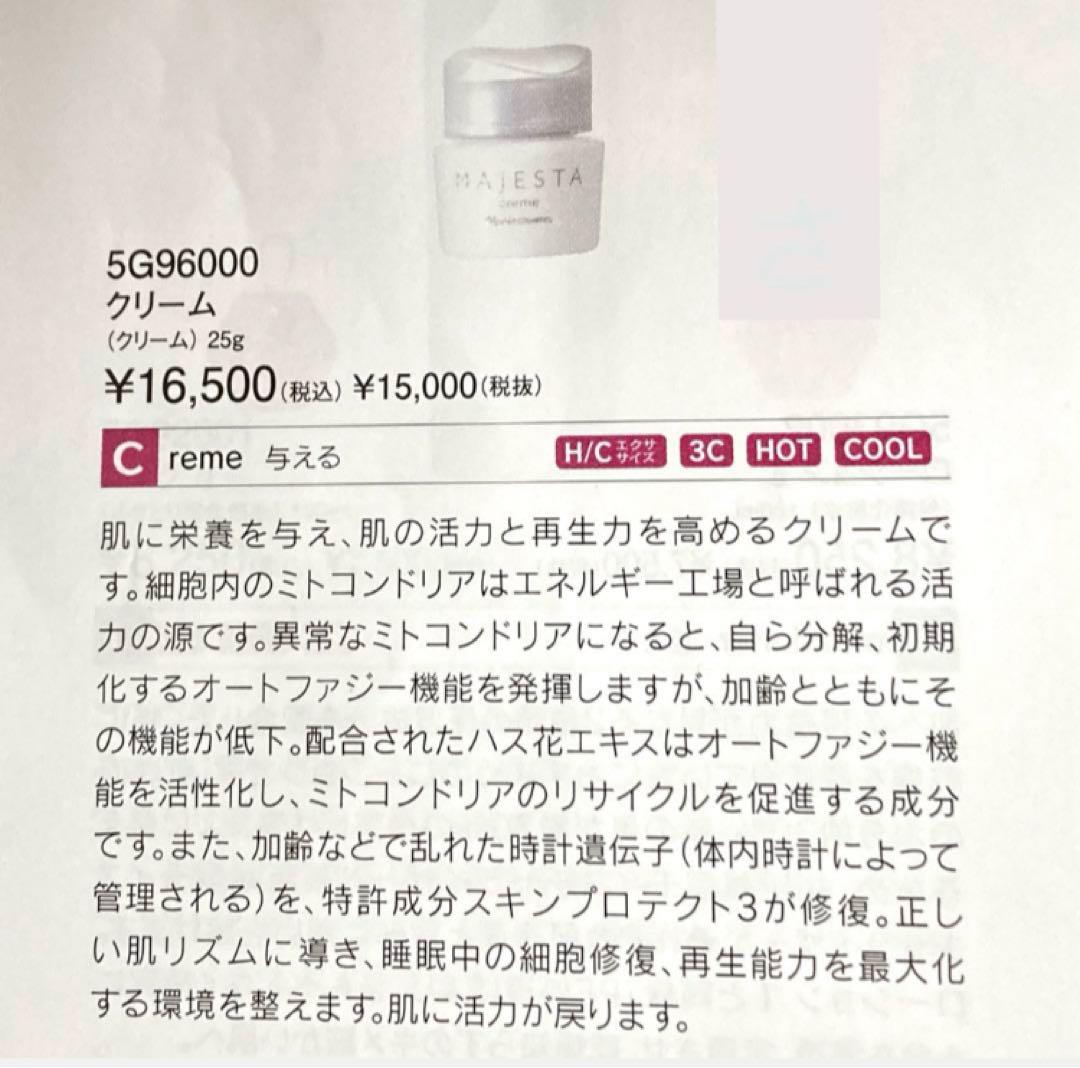 MAJESTA
creme
5G96000
クリーム
(クリーム) 25g
¥16,500(税込) ¥15,000(税抜)
C reme 与える H/Cエクササイズ 3C HOT COOL
肌に栄養を与え、肌の活力と再生力を高めるクリームで
す。細胞内のミトコンドリアはエネルギー工場と呼ばれる活
力の源です。異常なミトコンドリアになると、自ら分解、初期
化するオートファジー機能を発揮しますが、加齢とともにそ
の機能が低下。配合されたハス花エキスはオートファジー機
能を活性化し、ミトコンドリアのリサイクルを促進する成分
です。また、加齢などで乱れた時計遺伝子(体内時計によって
管理される)を、特許成分スキンプロテクト3が修復。正し
い肌リズムに導き、睡眠中の細胞修復、再生能力を最大化
する環境を整えます。肌に活力が戻ります。